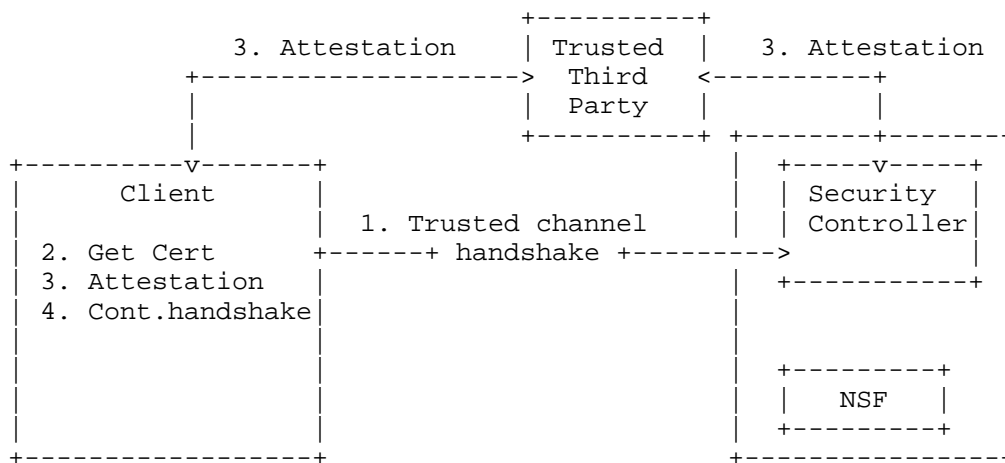 3. Attestation | Trusted | 3. Attestation
Third
Party
Client
Security
Controller
1. Trusted channel
handshake
2. Get Cert
3. Attestation
4. Cont.handshake
NSF